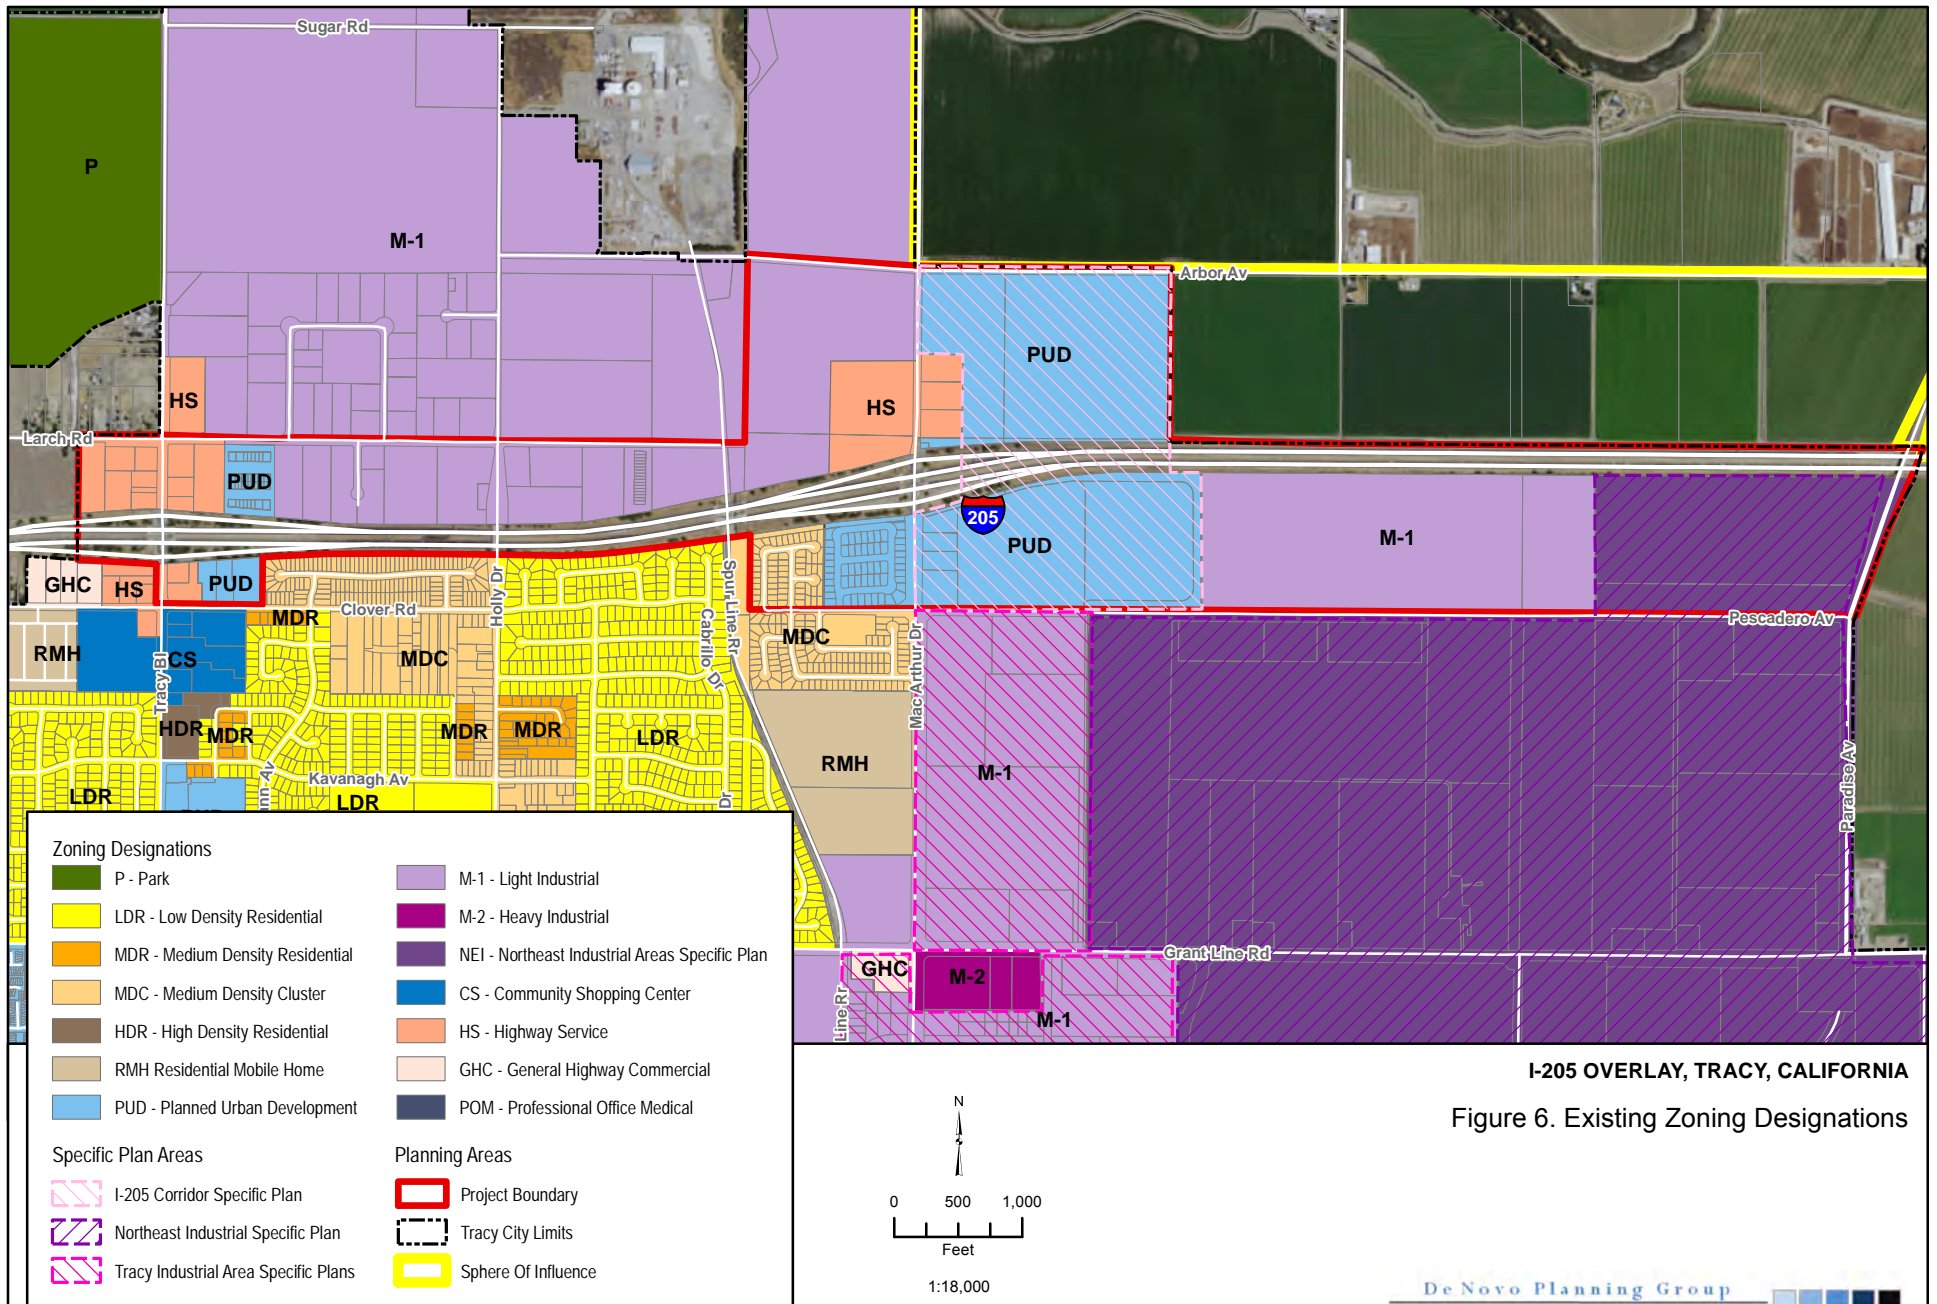 Sugar Rd
P
M-1
Arbor Av
PUD
HS
HS
Larch Rd
PUD
205
M-1
PUD
GHC
HS
PUD
Holly Dr
Spur Line Rr
Clover Rd
MDR
Pescadero Av
RMH
CS
MDC
Cabrillo Dr
MDC
Mac Arthur Dr
Tracy Bl
HDR
MDR
MDR
MDR
LDR
RMH
M-1
Kavanagh Av
LDR
LDR
Dr
Paradise Av
Grant Line Rd
GHC
M-2
Line Rr
M-1
Zoning Designations
P - Park
LDR - Low Density Residential
MDR - Medium Density Residential
MDC - Medium Density Cluster
HDR - High Density Residential
RMH Residential Mobile Home
PUD - Planned Urban Development
M-1 - Light Industrial
M-2 - Heavy Industrial
NEI - Northeast Industrial Areas Specific Plan
CS - Community Shopping Center
HS - Highway Service
GHC - General Highway Commercial
POM - Professional Office Medical
Specific Plan Areas
I-205 Corridor Specific Plan
Northeast Industrial Specific Plan
Tracy Industrial Area Specific Plans
Planning Areas
Project Boundary
Tracy City Limits
Sphere Of Influence
N
0 500 1,000
Feet
1:18,000
I-205 OVERLAY, TRACY, CALIFORNIA
Figure 6. Existing Zoning Designations
De Novo Planning Group